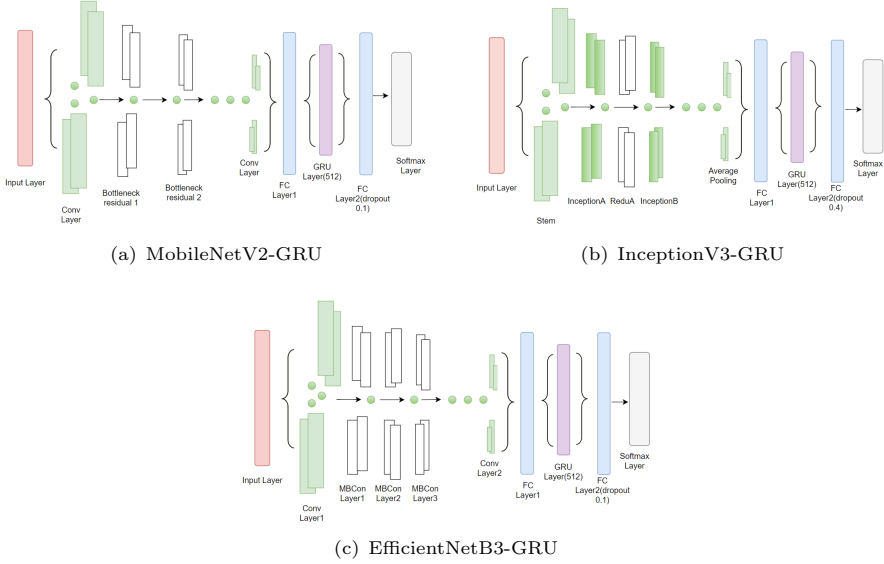 Input Layer
Conv
Layer
Bottleneck
residual 1
Bottleneck
residual 2
Conv
Layer
FC
Layer1
GRU
Layer(512)
FC
Layer2(dropout
0.1)
Softmax
Layer
(a) MobileNetV2-GRU
Input Layer
Stem
InceptionA
ReduA
InceptionB
Average
Pooling
FC
Layer1
GRU
Layer(512)
FC
Layer2(dropout
0.4)
Softmax
Layer
(b) InceptionV3-GRU
Input Layer
Conv
Layer1
MBCon
Layer1
MBCon
Layer2
MBCon
Layer3
Conv
Layer2
FC
Layer1
GRU
Layer(512)
FC
Layer2(dropout
0.1)
Softmax
Layer
(c) EfficientNetB3-GRU